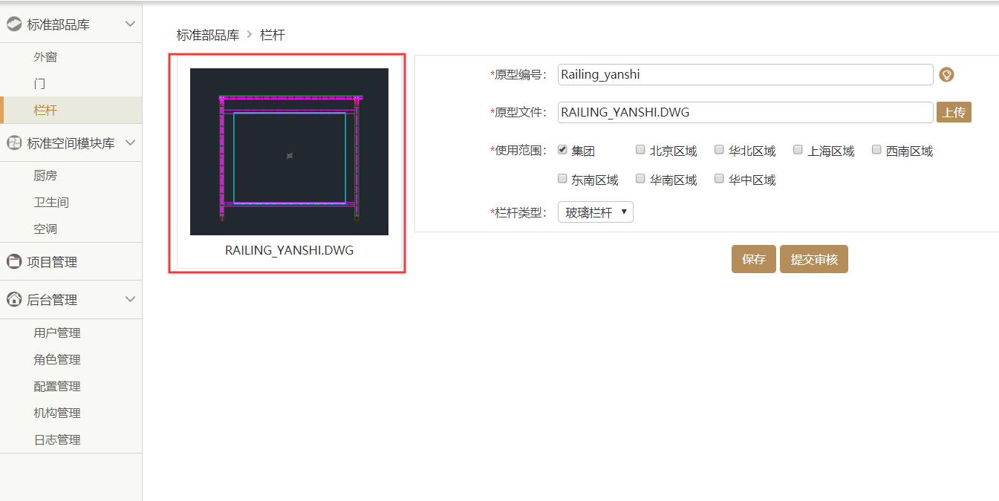 标准部品库
外窗
门
栏杆
标准空间模块库
厨房
卫生间
空调
项目管理
后台管理
用户管理
角色管理
配置管理
机构管理
日志管理
标准部品库 > 栏杆
RAILING_YANSHI.DWG
*原型编号: Railing_yanshi
*原型文件: RAILING_YANSHI.DWG 上传
*使用范围: 集团 北京区域 华北区域 上海区域 西南区域
东南区域 华南区域 华中区域
*栏杆类型: 玻璃栏杆
保存 提交审核